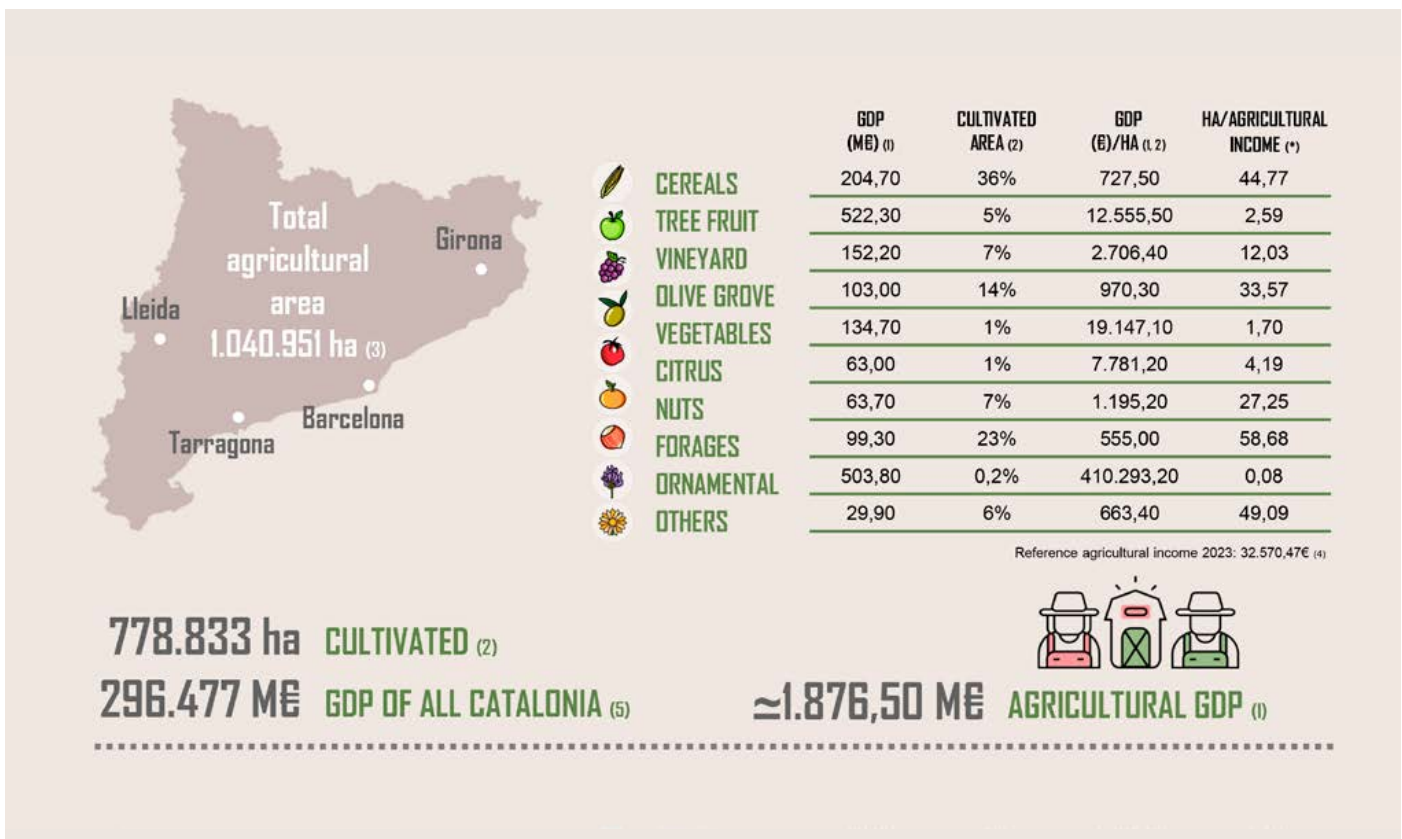 Total
agricultural
area
1.040.951 ha (3)
Girona
Lleida
Barcelona
Tarragona
GDP (M€) (1) CULTIVATED AREA (2) GDP (€)/HA (1, 2) HA/AGRICULTURAL INCOME (*)
CEREALS 204,70 36% 727,50 44,77
TREE FRUIT 522,30 5% 12.555,50 2,59
VINEYARD 152,20 7% 2.706,40 12,03
OLIVE GROVE 103,00 14% 970,30 33,57
VEGETABLES 134,70 1% 19.147,10 1,70
CITRUS 63,00 1% 7.781,20 4,19
NUTS 63,70 7% 1.195,20 27,25
FORAGES 99,30 23% 555,00 58,68
ORNAMENTAL 503,80 0,2% 410.293,20 0,08
OTHERS 29,90 6% 663,40 49,09
Reference agricultural income 2023: 32.570,47€ (4)
778.833 ha CULTIVATED (2)
296.477 M€ GDP OF ALL CATALONIA (5)
≃1.876,50 M€ AGRICULTURAL GDP (1)